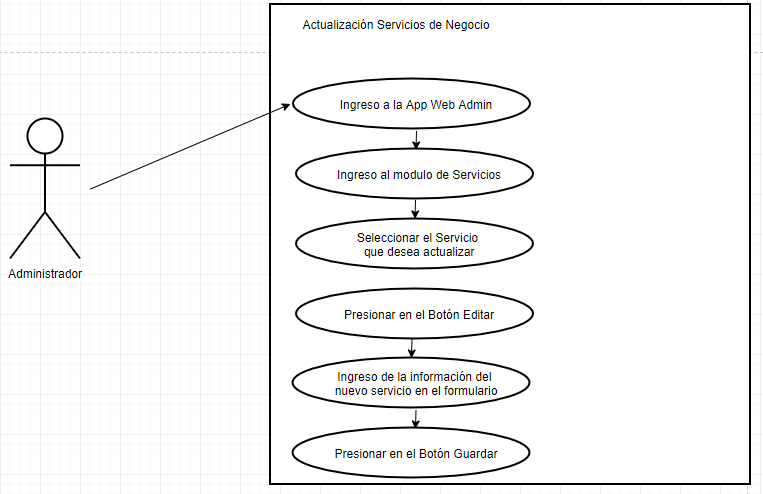 Actualización Servicios de Negocio
Ingreso a la App Web Admin
Ingreso al modulo de Servicios
Seleccionar el Servicio
que desea actualizar
Administrador
Presionar en el Botón Editar
Ingreso de la información del
nuevo servicio en el formulario
Presionar en el Botón Guardar